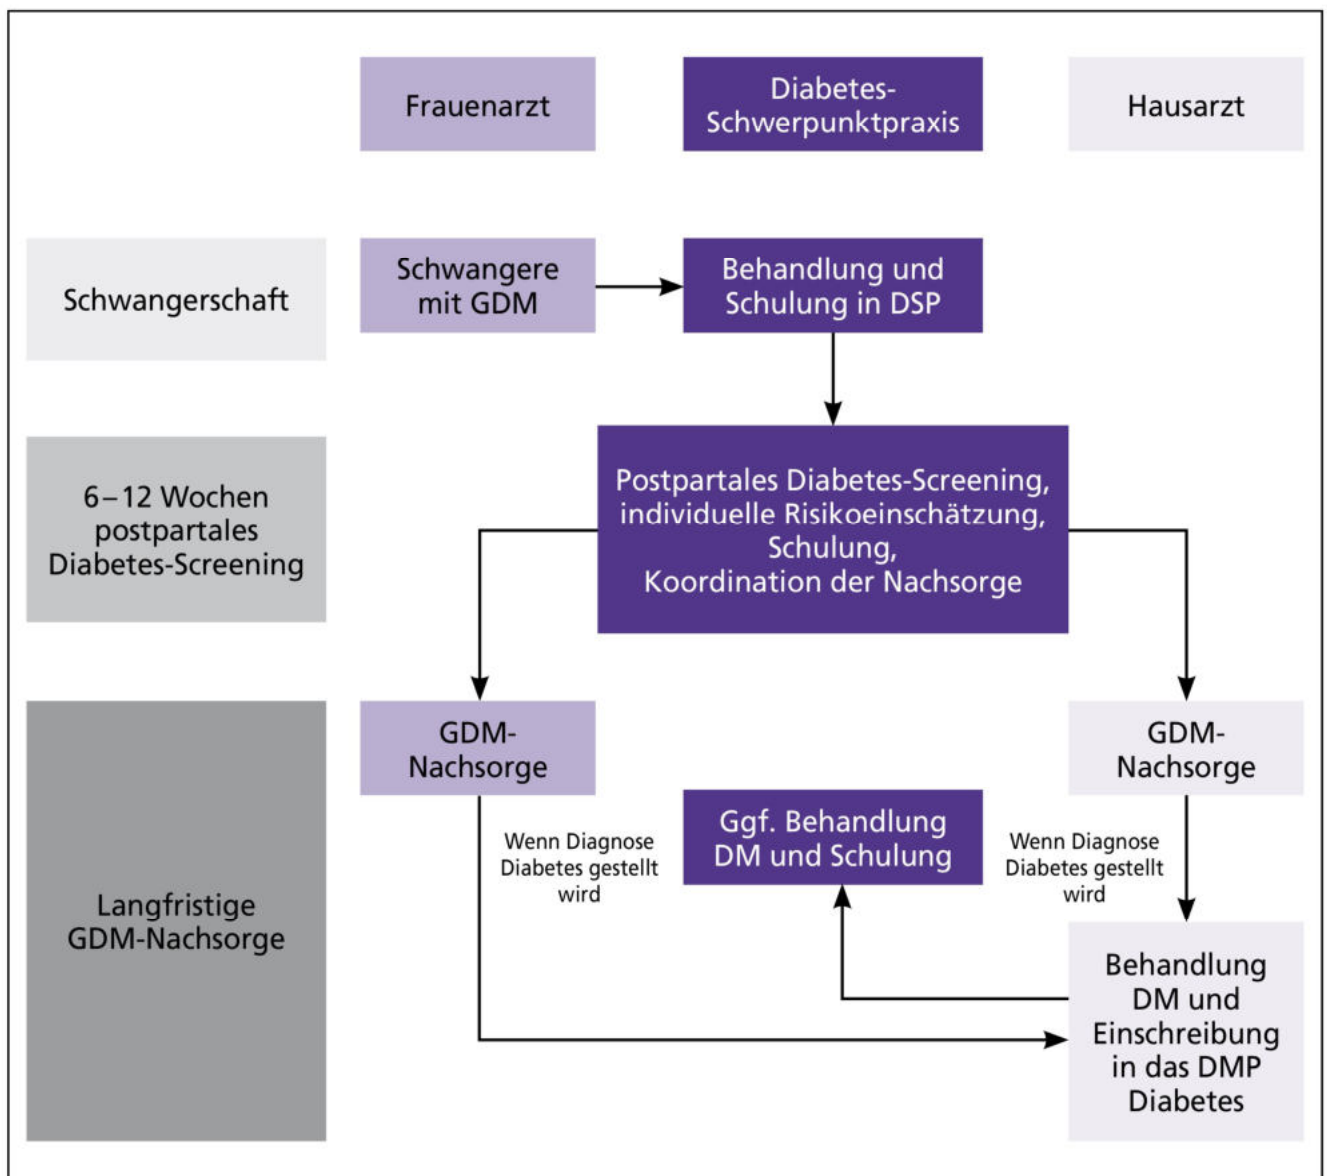 Frauenarzt
Diabetes-
Schwerpunktpraxis
Hausarzt
Schwangerschaft
Schwangere
mit GDM
Behandlung und
Schulung in DSP
6–12 Wochen
postpartales
Diabetes-Screening
Postpartales Diabetes-Screening,
individuelle Risikoeinschätzung,
Schulung,
Koordination der Nachsorge
Langfristige
GDM-Nachsorge
GDM-
Nachsorge
Wenn Diagnose
Diabetes gestellt
wird
Ggf. Behandlung
DM und Schulung
GDM-
Nachsorge
Wenn Diagnose
Diabetes gestellt
wird
Behandlung
DM und
Einschreibung
in das DMP
Diabetes